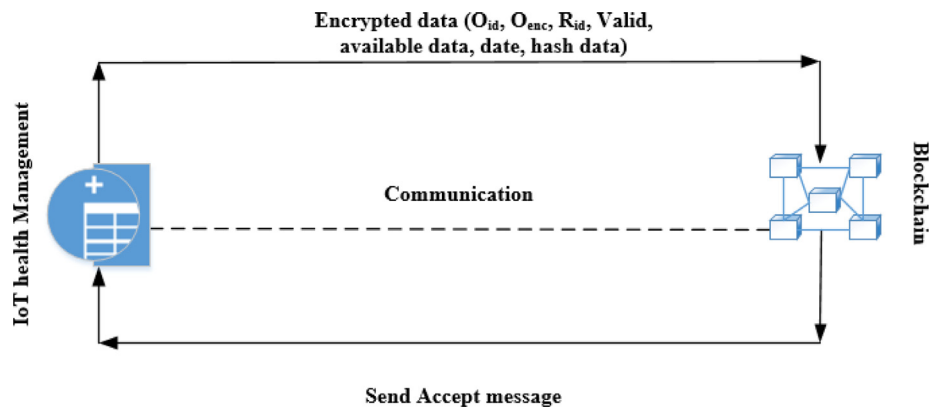 Encrypted data (Oid, Oenc, Rid, Valid,
available data, date, hash data)
IoT health Management
Communication
Blockchain
Send Accept message